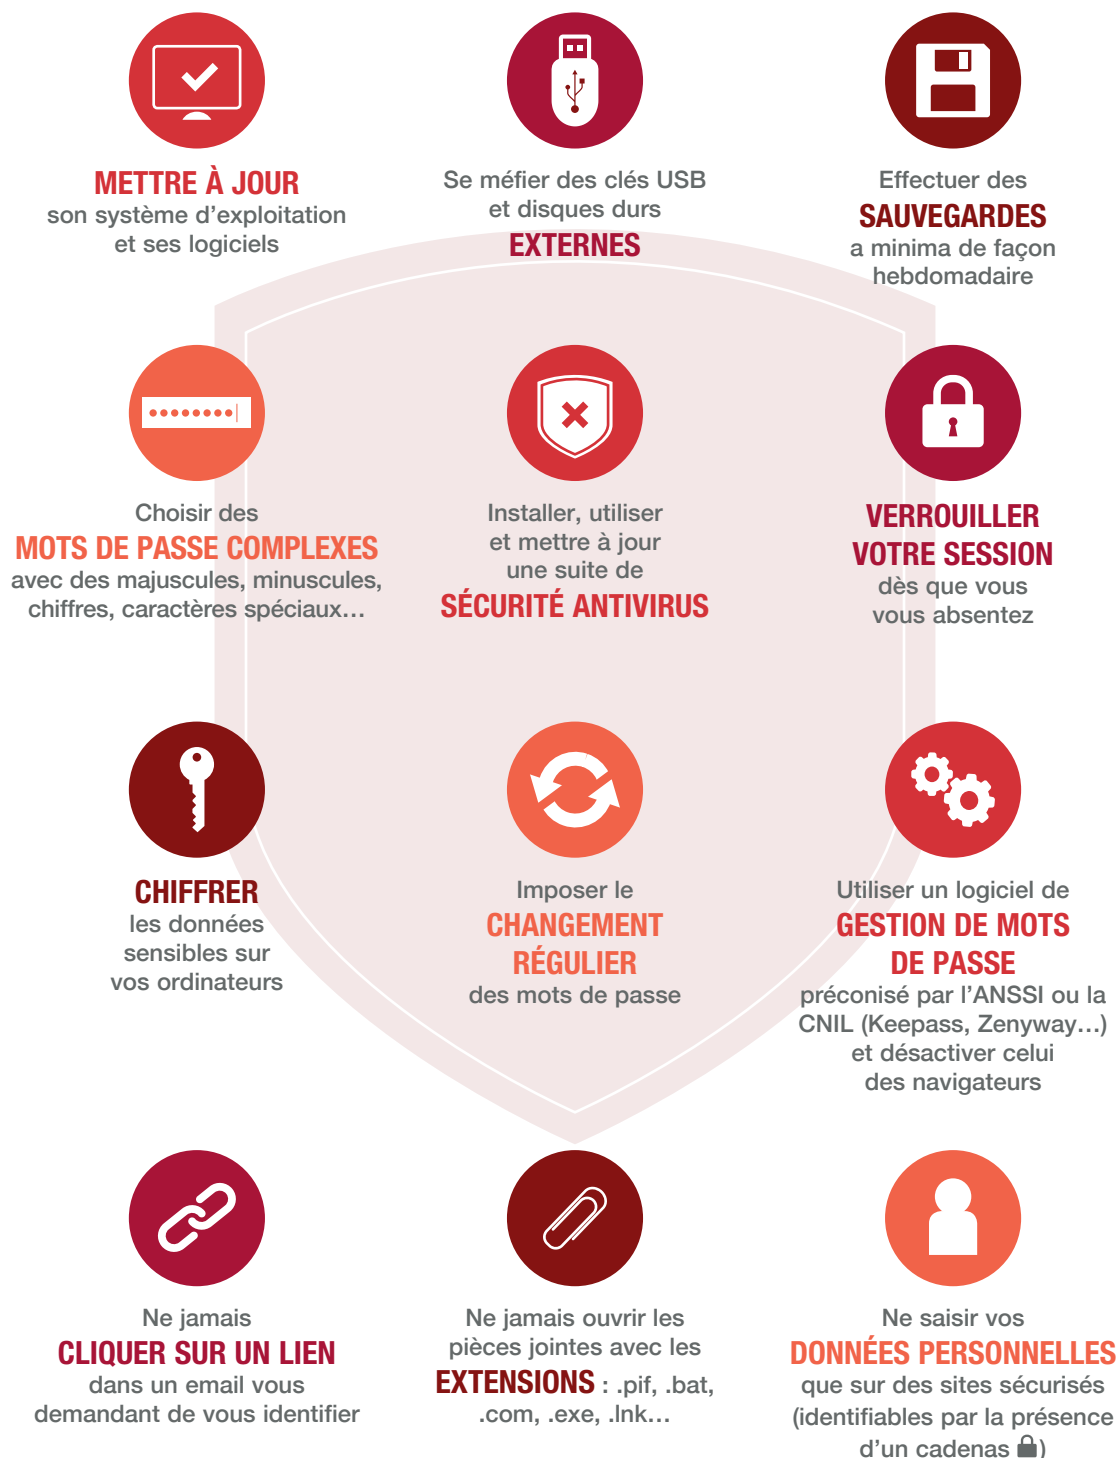 METTRE À JOUR
son système d’exploitation
et ses logiciels
Se méfier des clés USB
et disques durs
EXTERNES
Effectuer des
SAUVEGARDES
a minima de façon
hebdomadaire
Choisir des
MOTS DE PASSE COMPLEXES
avec des majuscules, minuscules,
chiffres, caractères spéciaux…
Installer, utiliser
et mettre à jour
une suite de
SÉCURITÉ ANTIVIRUS
VERROUILLER
VOTRE SESSION
dès que vous
vous absentez
CHIFFRER
les données
sensibles sur
vos ordinateurs
Imposer le
CHANGEMENT
RÉGULIER
des mots de passe
Utiliser un logiciel de
GESTION DE MOTS
DE PASSE
préconisé par l’ANSSI ou la
CNIL (Keepass, Zenyway…)
et désactiver celui
des navigateurs
Ne jamais
CLIQUER SUR UN LIEN
dans un email vous
demandant de vous identifier
Ne jamais ouvrir les
pièces jointes avec les
EXTENSIONS : .pif, .bat,
.com, .exe, .lnk…
Ne saisir vos
DONNÉES PERSONNELLES
que sur des sites sécurisés
(identifiables par la présence
d’un cadenas 🔒)